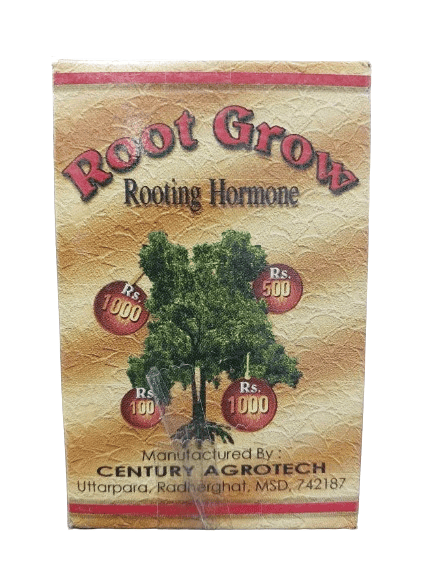 Root Grow
Rooting Hormone
Rs. 1000
Rs. 500
Rs. 100
Rs. 1000
Manufactured By :
CENTURY AGROTECH
Uttarpara, Radherghat, MSD, 742187